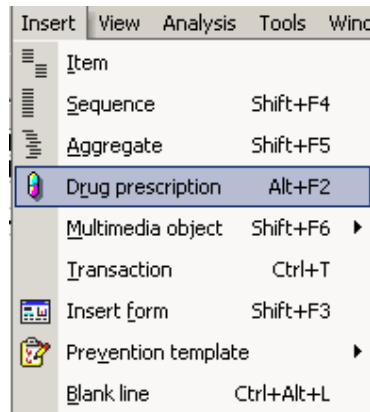 Insert View Analysis Tools
Item
Sequence Shift+F4
Aggregate Shift+F5
Drug prescription Alt+F2
Multimedia object Shift+F6
Transaction Ctrl+T
Insert form Shift+F3
Prevention template
Blank line Ctrl+Alt+L